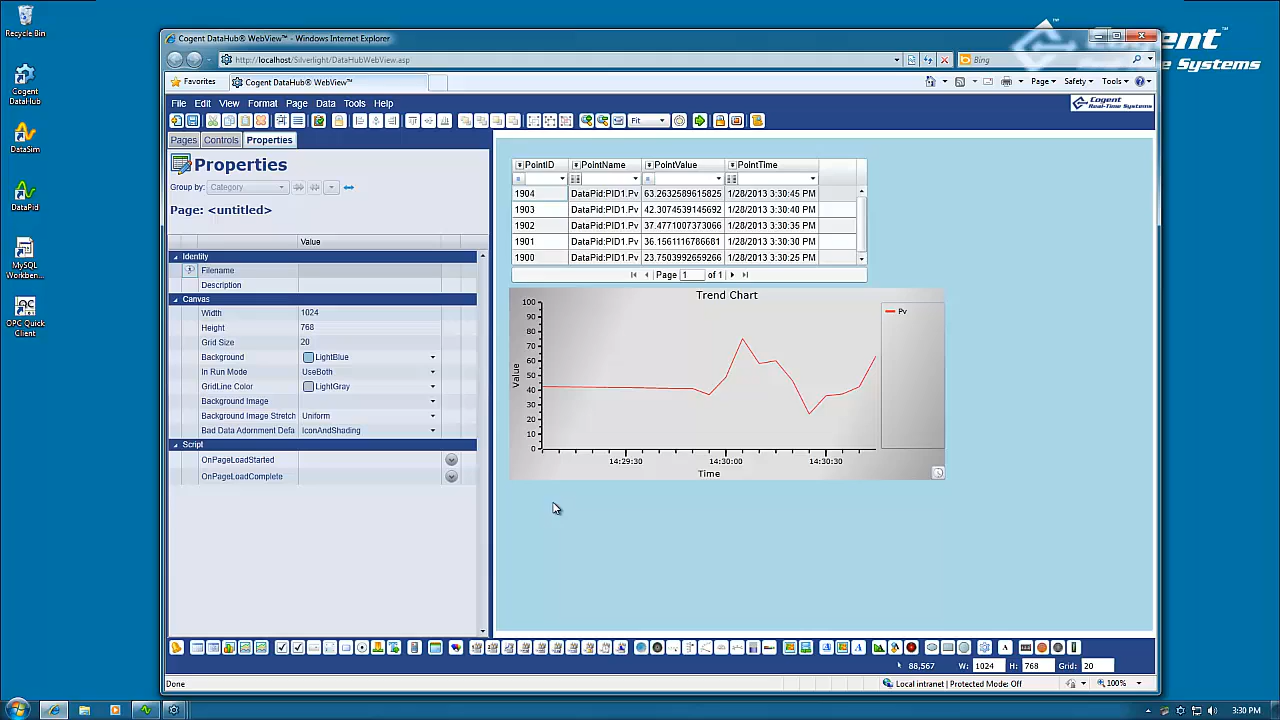 Recycle Bin
Cogent
DataHub
DataSim
DataPid
MySQL
Workben...
OPC Quick
Client
Cogent DataHub® WebView™ - Windows Internet Explorer
™
Cogent
Real-Time Systems
http://localhost/Silverlight/DataHubWebView.asp
Bing
Favorites
Cogent DataHub® WebView™
Page
Safety
Tools
File Edit View Format Page Data Tools Help
Cogent
Real-Time Systems
Fit
Pages Controls Properties
Properties
Group by: Category
Page: <untitled>
Value
Identity
Filename
Description
Canvas
Width 1024
Height 768
Grid Size 20
Background LightBlue
In Run Mode UseBoth
GridLine Color LightGray
Background Image
Background Image Stretch Uniform
Bad Data Adornment Defa IconAndShading
Script
OnPageLoadStarted
OnPageLoadComplete
PointID PointName PointValue PointTime
1904 DataPid:PID1.Pv 63.2632589615825 1/28/2013 3:30:45 PM
1903 DataPid:PID1.Pv 42.3074539145692 1/28/2013 3:30:40 PM
1902 DataPid:PID1.Pv 37.4771007373066 1/28/2013 3:30:35 PM
1901 DataPid:PID1.Pv 36.1561116786681 1/28/2013 3:30:30 PM
1900 DataPid:PID1.Pv 23.7503992659266 1/28/2013 3:30:25 PM
Page 1 of 1
Trend Chart
Pv
100
90
80
70
60
50
40
30
20
10
0
Value
14:29:30 14:30:00 14:30:30
Time
88,567 W: 1024 H: 768 Grid: 20
Done
Local intranet | Protected Mode: Off
100%
3:30 PM